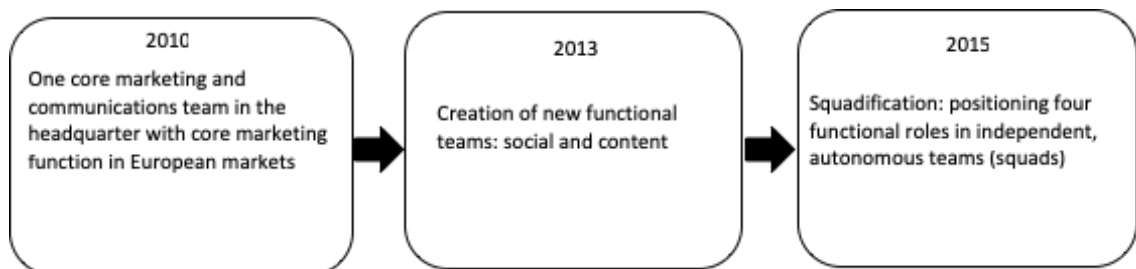 2010
One core marketing and
communications team in the
headquarter with core marketing
function in European markets
2013
Creation of new functional
teams: social and content
2015
Squadification: positioning four
functional roles in independent,
autonomous teams (squads)